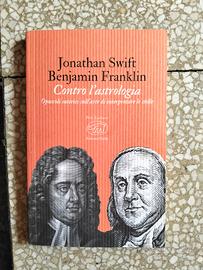 Jonathan Swift
Benjamin Franklin
Contro l'astrologia
Opuscoli satirici sull'arte di interpretare le stelle